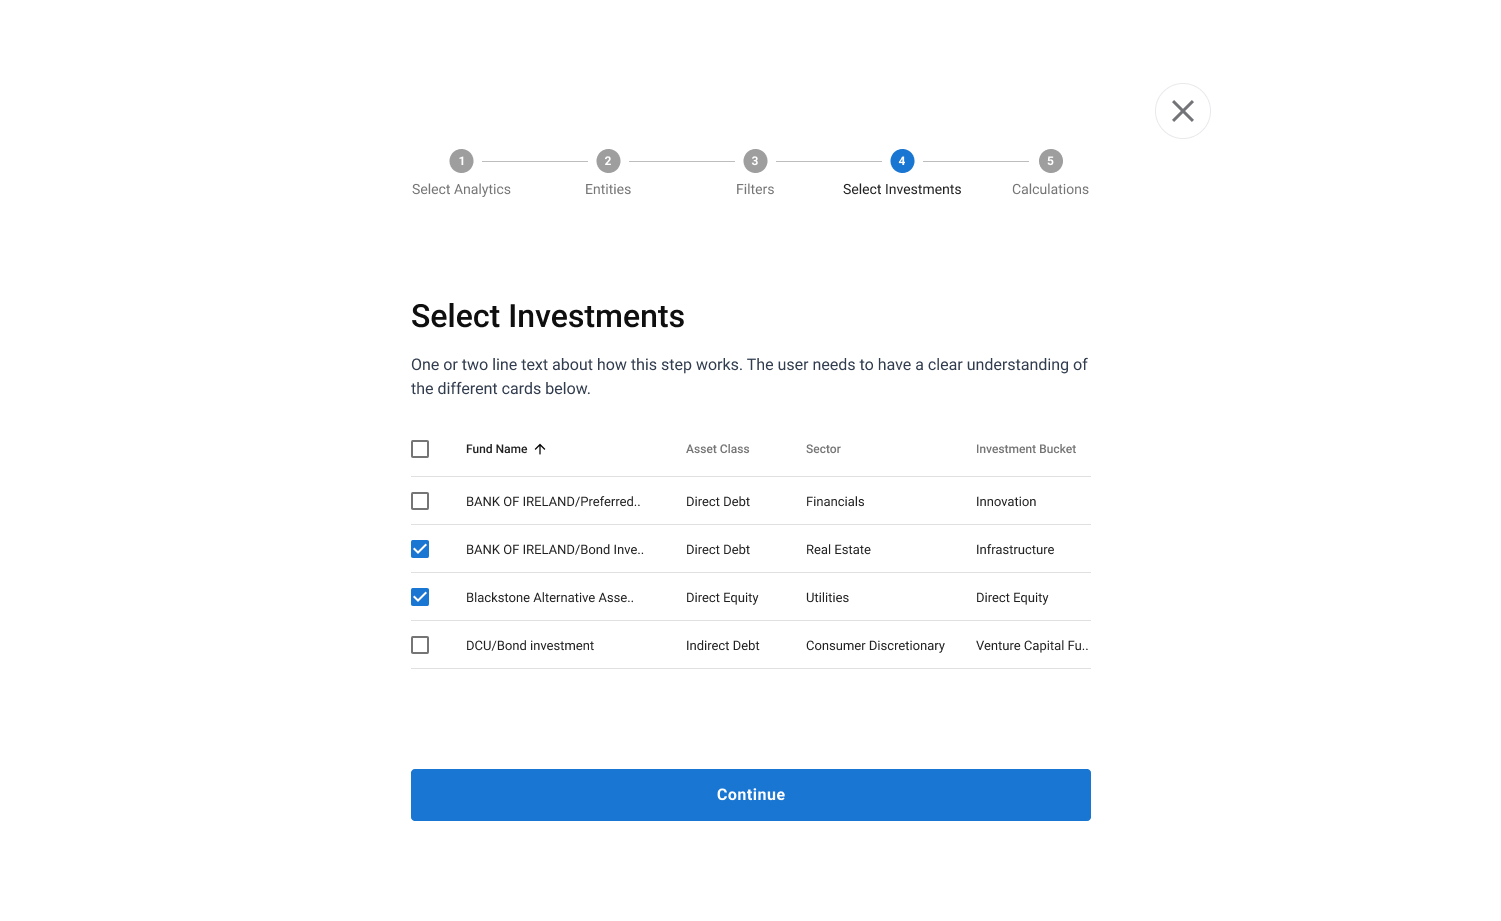 1 2 3 4 5
Select Analytics Entities Filters Select Investments Calculations
Select Investments
One or two line text about how this step works. The user needs to have a clear understanding of
the different cards below.
Fund Name Asset Class Sector Investment Bucket
BANK OF IRELAND/Preferred.. Direct Debt Financials Innovation
BANK OF IRELAND/Bond Inve.. Direct Debt Real Estate Infrastructure
Blackstone Alternative Asse.. Direct Equity Utilities Direct Equity
DCU/Bond investment Indirect Debt Consumer Discretionary Venture Capital Fu..
Continue